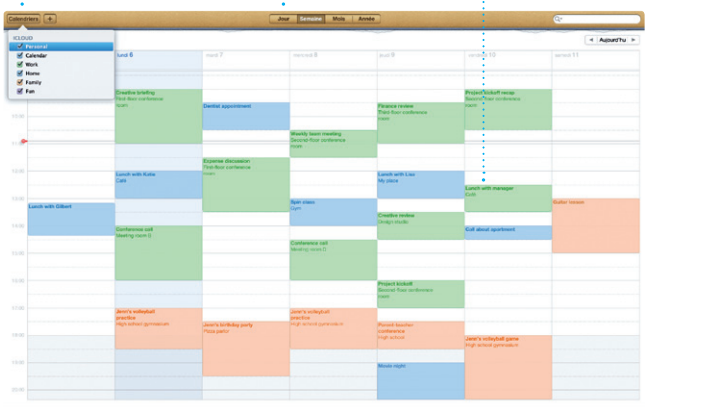 Calendriers +
Jour Semaine Mois Année
Aujourd'hu
ICLOUD
Personal
Calendar
Work
Home
Family
Fun
lundi 6
mardi 7
mercredi 8
jeudi 9
vendredi 10
samedi 11
Lunch with Gilbert
Creative briefing
First-floor conference
room
Lunch with Katie
Café
Conference call
Meeting room D
Jenn's volleyball
practice
High school gymnasium
Dentist appointment
Expense discussion
First-floor conference
room
Jenn's birthday party
Pizza parlor
Weekly team meeting
Second-floor conference
room
Spin class
Gym
Conference call
Meeting room D
Jenn's volleyball
practice
High school gymnasium
Finance review
Third-floor conference
room
Lunch with Lisa
My place
Creative review
Design studio
Project kickoff
Second-floor conference
room
Parent teacher
conference
High school
Movie night
Project kickoff recap
Second-floor conference
room
Lunch with manager
Café
Call about apartment
Jenn's volleyball game
High school gymnasium
Guitar recital